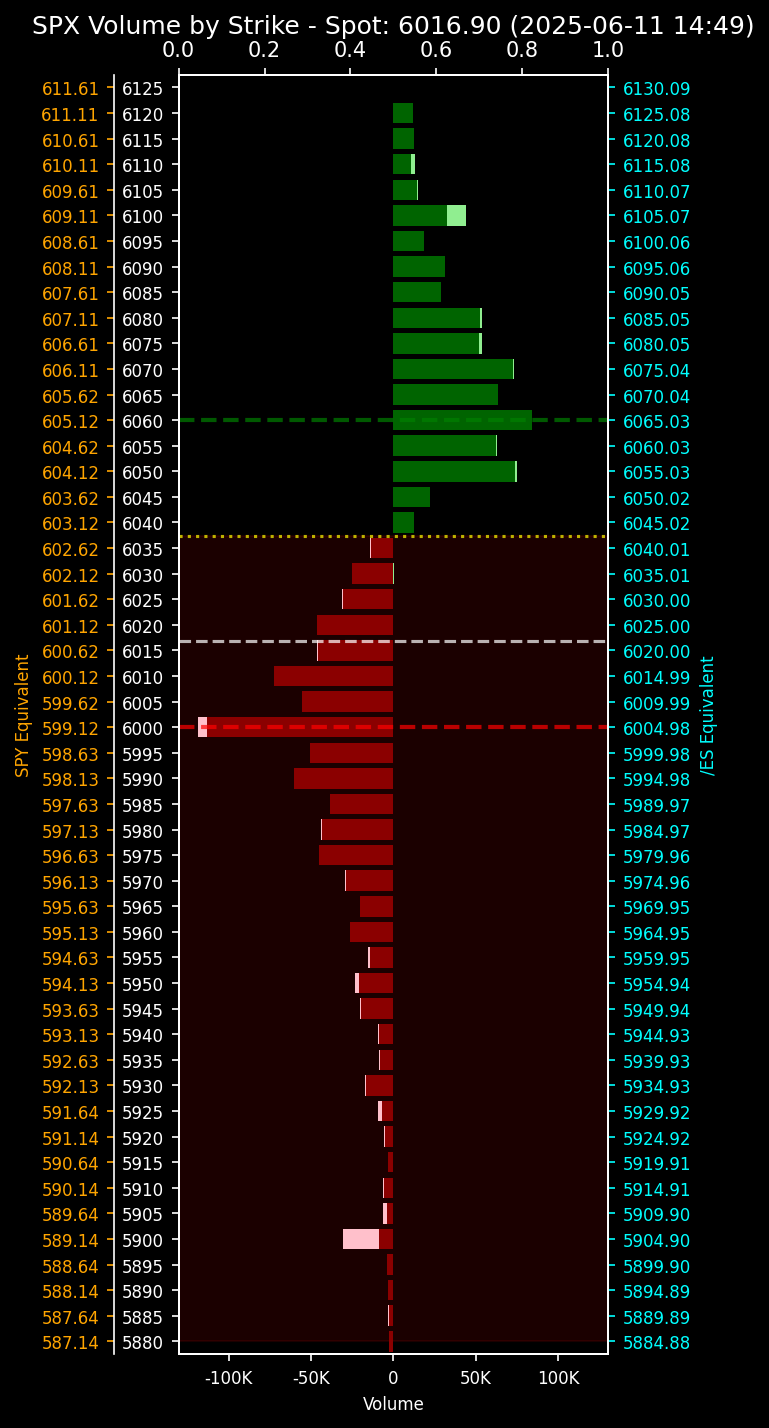 SPX Volume by Strike - Spot: 6016.90 (2025-06-11 14:49)
0.0 0.2 0.4 0.6 0.8 1.0
611.61 6125 6130.09
611.11 6120 6125.08
610.61 6115 6120.08
610.11 6110 6115.08
609.61 6105 6110.07
609.11 6100 6105.07
608.61 6095 6100.06
608.11 6090 6095.06
607.61 6085 6090.05
607.11 6080 6085.05
606.61 6075 6080.05
606.11 6070 6075.04
605.62 6065 6070.04
605.12 6060 6065.03
604.62 6055 6060.03
604.12 6050 6055.03
603.62 6045 6050.02
603.12 6040 6045.02
602.62 6035 6040.01
602.12 6030 6035.01
601.62 6025 6030.00
601.12 6020 6025.00
600.62 6015 6020.00
600.12 6010 6014.99
599.62 6005 6009.99
599.12 6000 6004.98
598.63 5995 5999.98
598.13 5990 5994.98
597.63 5985 5989.97
597.13 5980 5984.97
596.63 5975 5979.96
596.13 5970 5974.96
595.63 5965 5969.95
595.13 5960 5964.95
594.63 5955 5959.95
594.13 5950 5954.94
593.63 5945 5949.94
593.13 5940 5944.93
592.63 5935 5939.93
592.13 5930 5934.93
591.64 5925 5929.92
591.14 5920 5924.92
590.64 5915 5919.91
590.14 5910 5914.91
589.64 5905 5909.90
589.14 5900 5904.90
588.64 5895 5899.90
588.14 5890 5894.89
587.64 5885 5889.89
587.14 5880 5884.88
SPY Equivalent
/ES Equivalent
-100K -50K 0 50K 100K
Volume